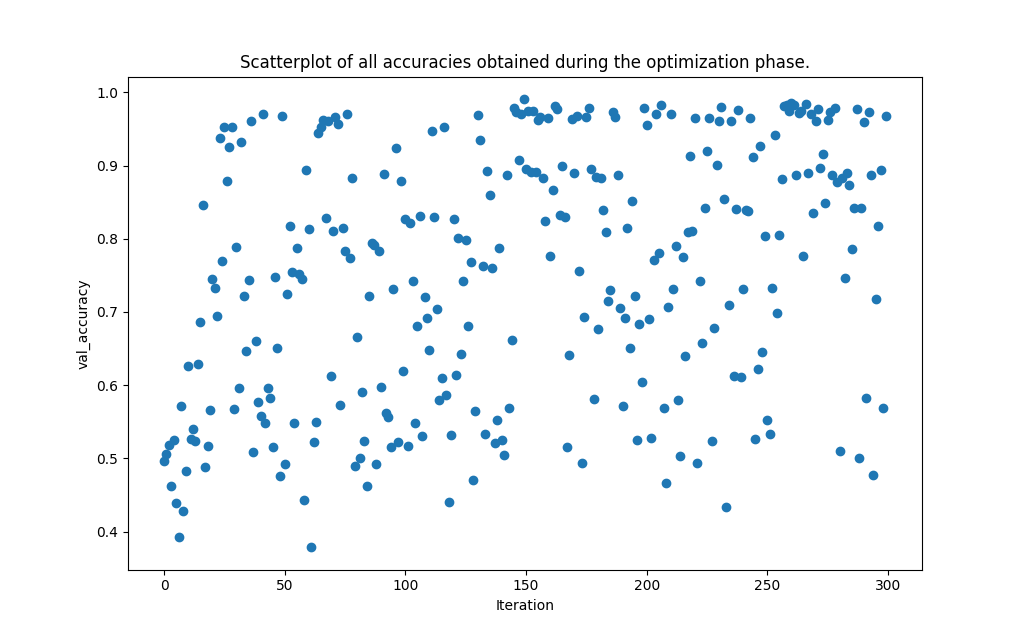 Scatterplot of all accuracies obtained during the optimization phase.
1.0
0.9
0.8
0.7
0.6
0.5
0.4
val_accuracy
0 50 100 150 200 250 300
Iteration